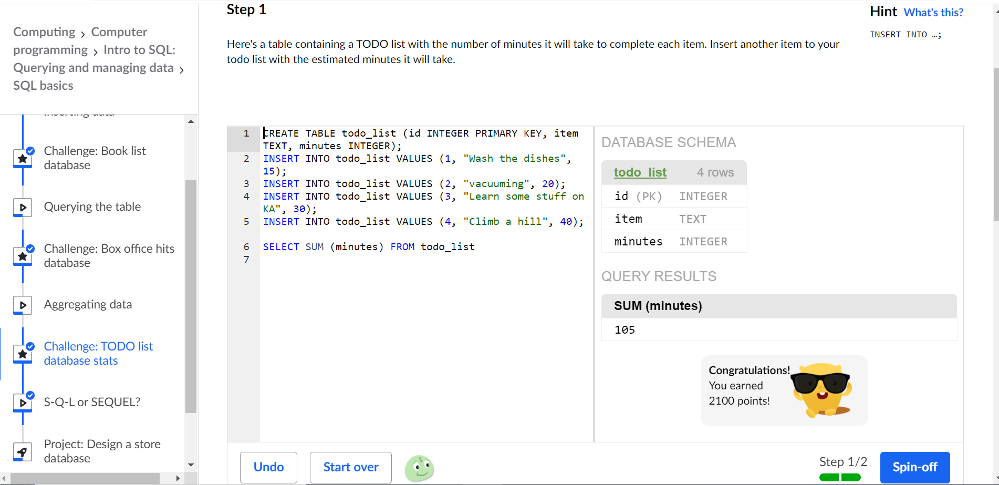 Computing > Computer
programming > Intro to SQL:
Querying and managing data >
SQL basics
Inserting data
Challenge: Book list
database
Querying the table
Challenge: Box office hits
database
Aggregating data
Challenge: TODO list
database stats
S-Q-L or SEQUEL?
Project: Design a store
database
Step 1
Here's a table containing a TODO list with the number of minutes it will take to complete each item. Insert another item to your
todo list with the estimated minutes it will take.
Hint What's this?
INSERT INTO …;
1 CREATE TABLE todo_list (id INTEGER PRIMARY KEY, item
TEXT, minutes INTEGER);
2 INSERT INTO todo_list VALUES (1, "Wash the dishes",
15);
3 INSERT INTO todo_list VALUES (2, "vacuuming", 20);
4 INSERT INTO todo_list VALUES (3, "Learn some stuff on
KA", 30);
5 INSERT INTO todo_list VALUES (4, "Climb a hill", 40);
6 SELECT SUM (minutes) FROM todo_list
7
DATABASE SCHEMA
todo_list 4 rows
id (PK) INTEGER
item TEXT
minutes INTEGER
QUERY RESULTS
SUM (minutes)
105
Congratulations!
You earned
2100 points!
Undo
Start over
Step 1/2
Spin-off